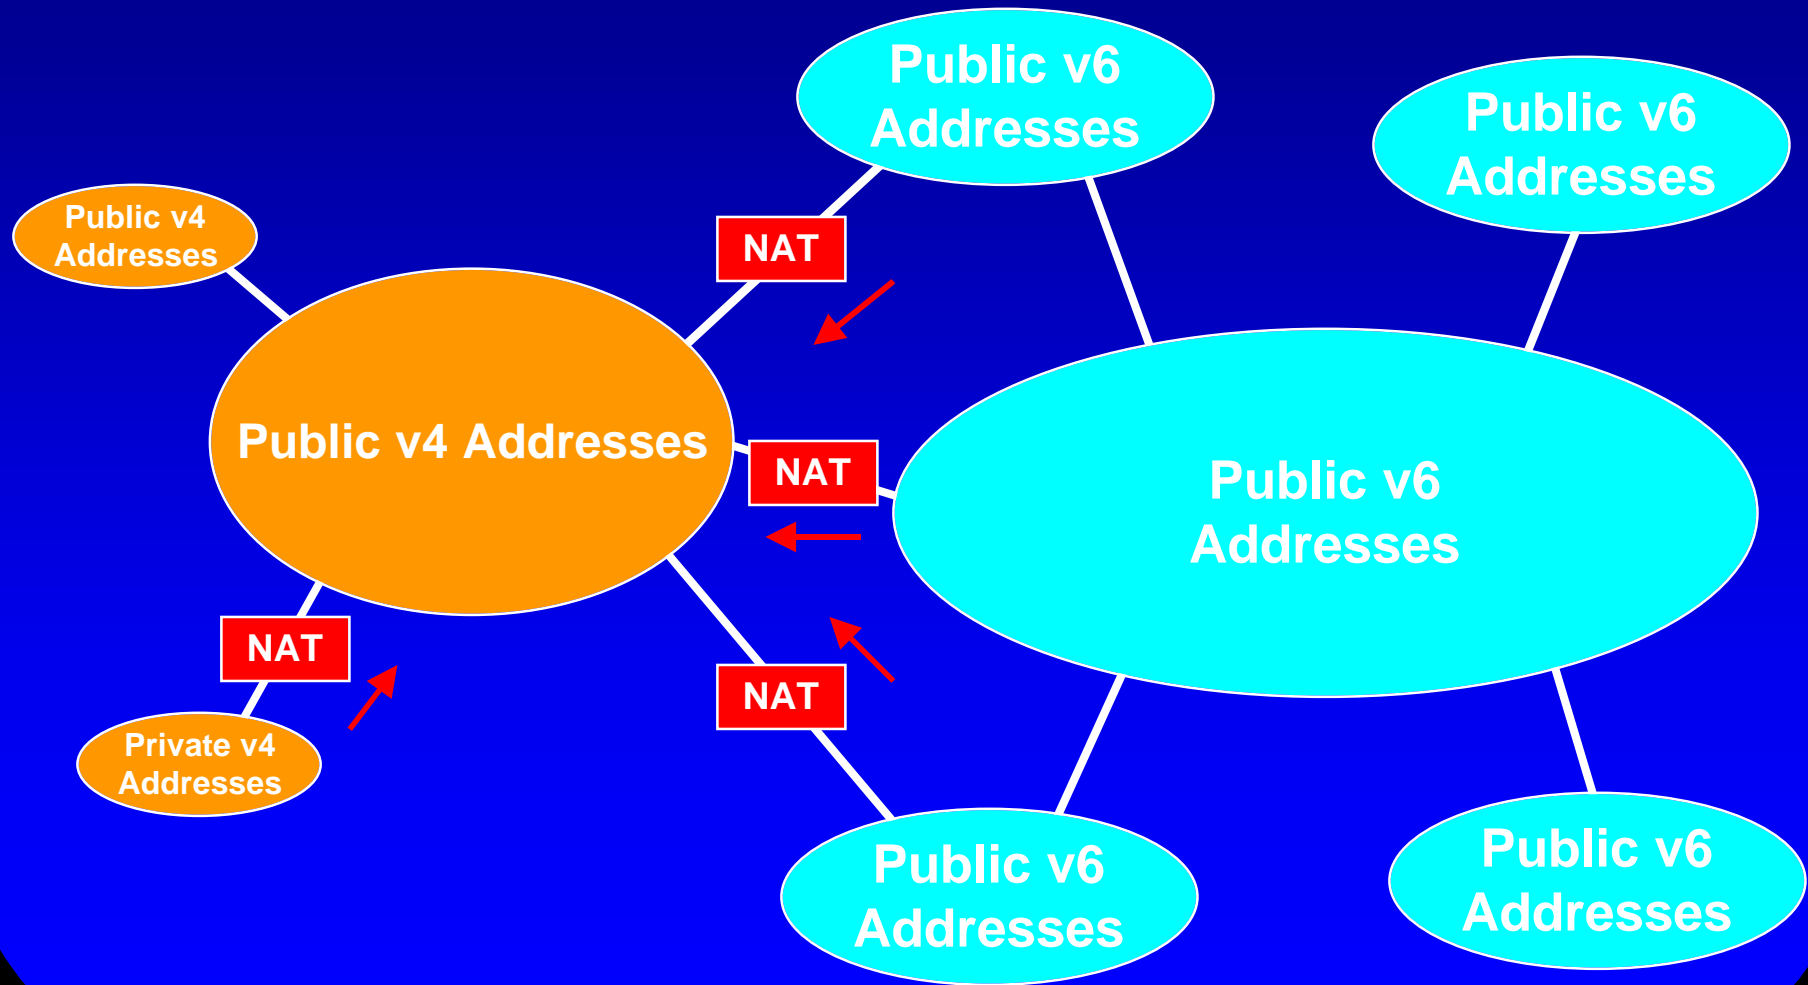 Public v6
Addresses
Public v6
Addresses
Public v4
Addresses
NAT
Public v4 Addresses
NAT
Public v6
Addresses
NAT
NAT
Private v4
Addresses
Public v6
Addresses
Public v6
Addresses